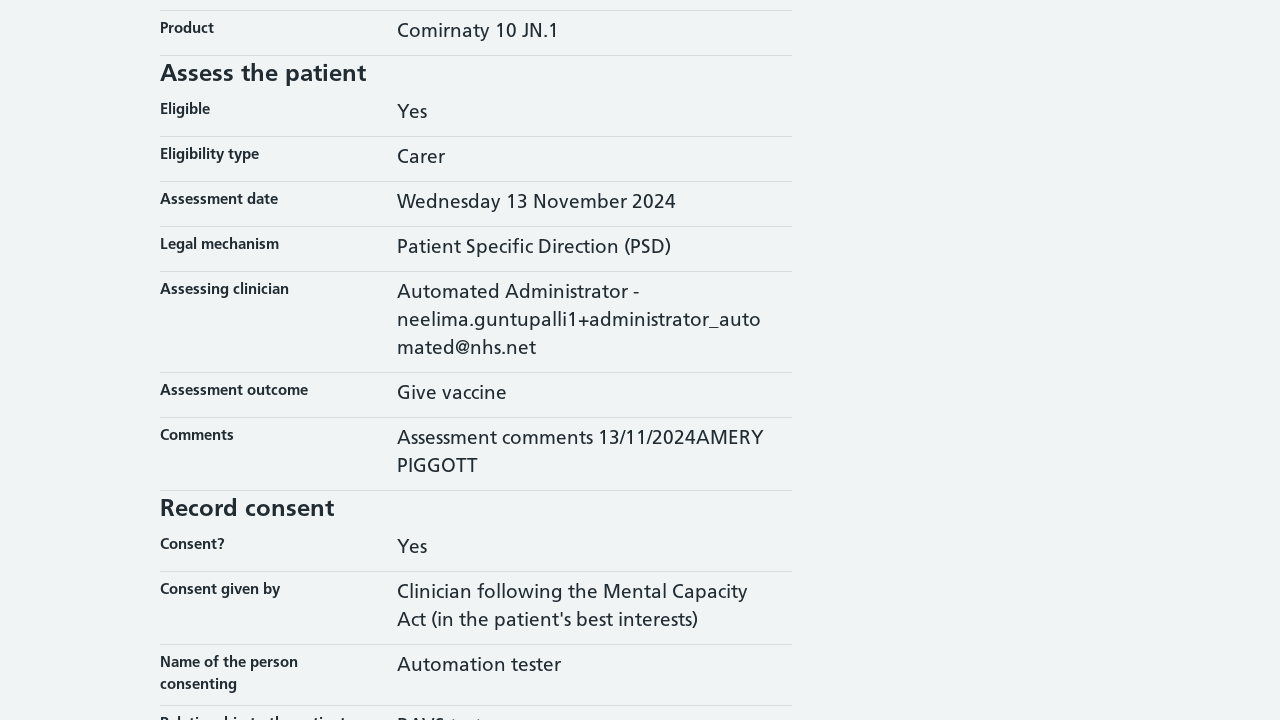 Product
Comirnaty 10 JN.1
Assess the patient
Eligible
Yes
Eligibility type
Carer
Assessment date
Wednesday 13 November 2024
Legal mechanism
Patient Specific Direction (PSD)
Assessing clinician
Automated Administrator -
neelima.guntupalli1+administrator_auto
mated@nhs.net
Assessment outcome
Give vaccine
Comments
Assessment comments 13/11/2024AMERY
PIGGOTT
Record consent
Consent?
Yes
Consent given by
Clinician following the Mental Capacity
Act (in the patient's best interests)
Name of the person
consenting
Automation tester